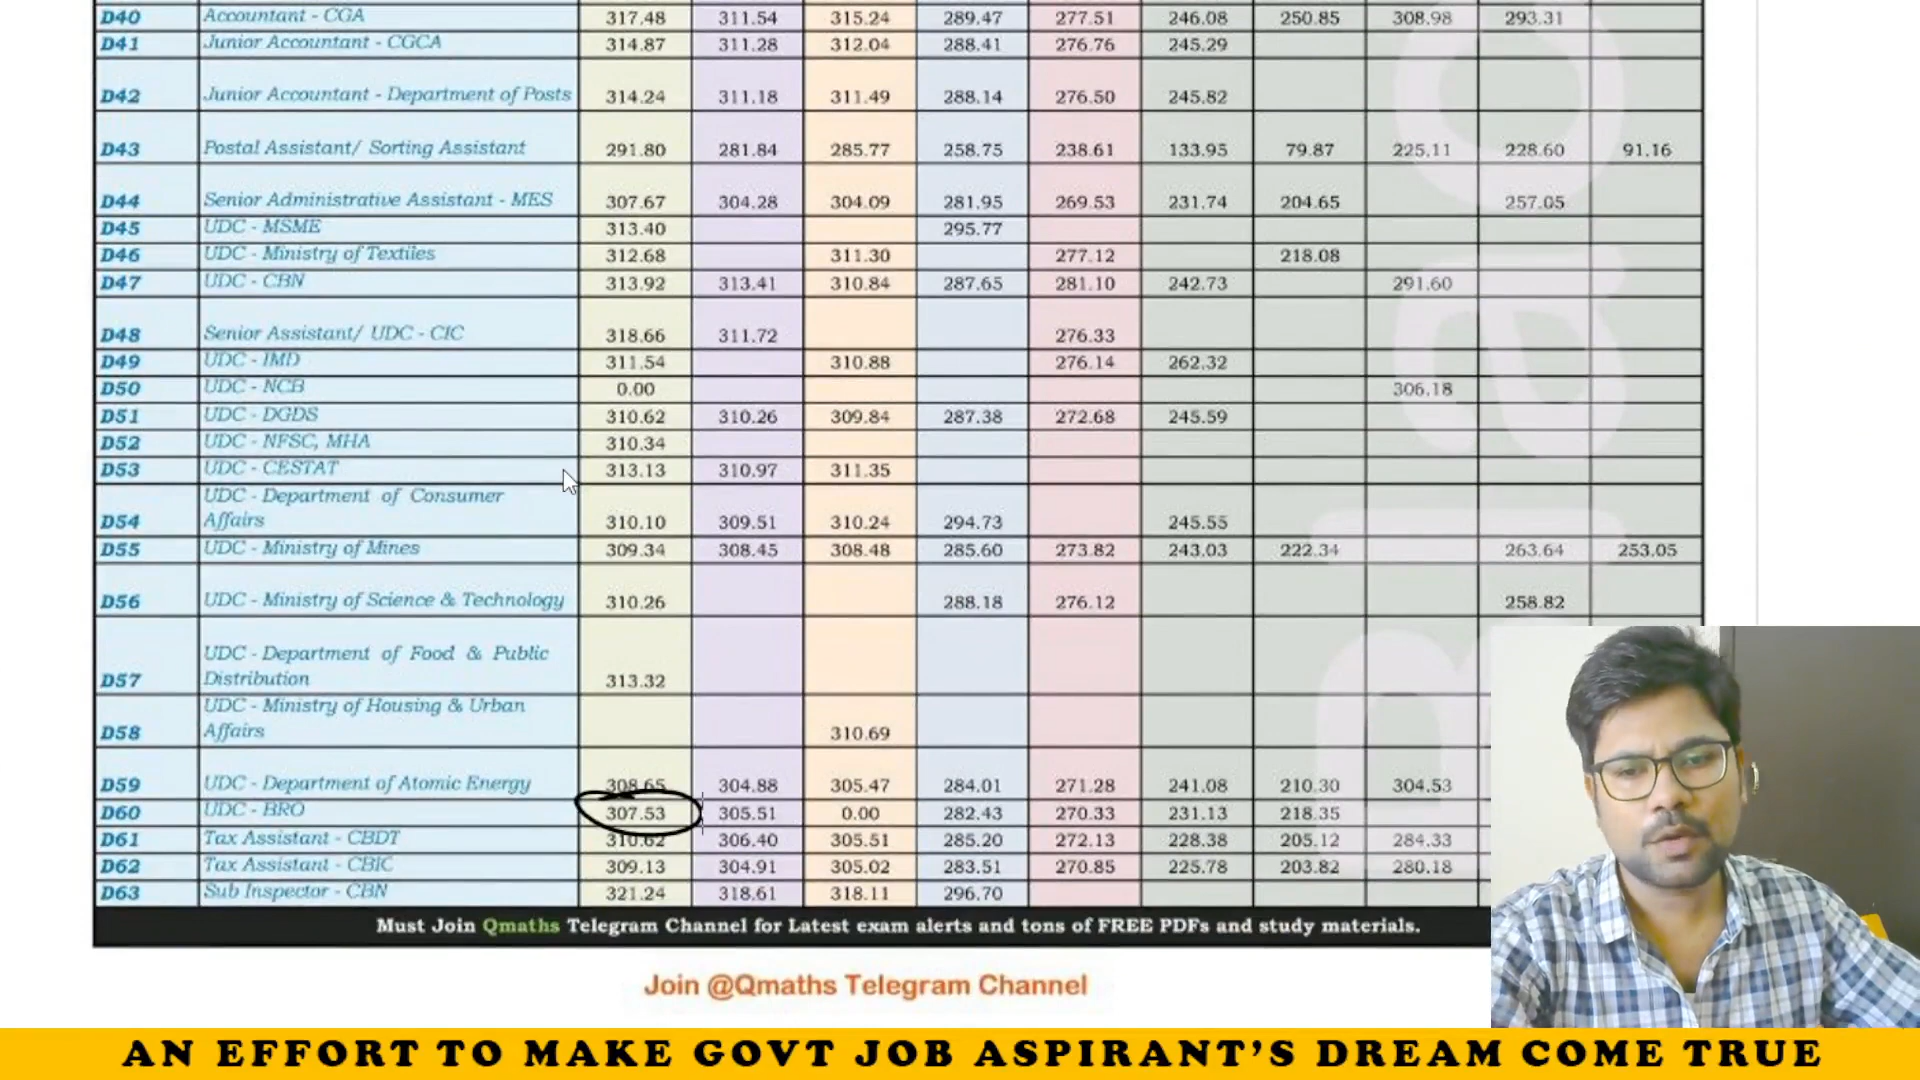 D40 Accountant - CGA 317.48 311.54 315.24 289.47 277.51 246.08 250.85 308.98 293.31
D41 Junior Accountant - CGCA 314.87 311.28 312.04 288.41 276.76 245.29
D42 Junior Accountant - Department of Posts 314.24 311.18 311.49 288.14 276.50 245.82
D43 Postal Assistant/ Sorting Assistant 291.80 281.84 285.77 258.75 238.61 133.95 79.87 225.11 228.60 91.16
D44 Senior Administrative Assistant - MES 307.67 304.28 304.09 281.95 269.53 231.74 204.65 257.05
D45 UDC - MSME 313.40 295.77
D46 UDC - Ministry of Textiles 312.68 311.30 277.12 218.08
D47 UDC - CBN 313.92 313.41 310.84 287.65 281.10 242.73 291.60
D48 Senior Assistant/ UDC - CIC 318.66 311.72 276.33
D49 UDC - IMD 311.54 310.88 276.14 262.32
D50 UDC - NCB 0.00 306.18
D51 UDC - DGDS 310.62 310.26 309.84 287.38 272.68 245.59
D52 UDC - NFSC, MHA 310.34
D53 UDC - CESTAT 313.13 310.97 311.35
UDC - Department of Consumer
D54 Affairs 310.10 309.51 310.24 294.73 245.55
D55 UDC - Ministry of Mines 309.34 308.45 308.48 285.60 273.82 243.03 222.34 263.64 253.05
D56 UDC - Ministry of Science & Technology 310.26 288.18 276.12 258.82
UDC - Department of Food & Public
D57 Distribution 313.32
UDC - Ministry of Housing & Urban
D58 Affairs 310.69
D59 UDC - Department of Atomic Energy 308.65 304.88 305.47 284.01 271.28 241.08 210.30 304.53
D60 UDC - BRO 307.53 305.51 0.00 282.43 270.33 231.13 218.35
D61 Tax Assistant - CBDT 310.62 306.40 305.51 285.20 272.13 228.38 205.12 284.33
D62 Tax Assistant - CBIC 309.13 304.91 305.02 283.51 270.85 225.78 203.82 280.18
D63 Sub Inspector - CBN 321.24 318.61 318.11 296.70
Must Join Qmaths Telegram Channel for Latest exam alerts and tons of FREE PDFs and study materials.
Join @Qmaths Telegram Channel
AN EFFORT TO MAKE GOVT JOB ASPIRANT'S DREAM COME TRUE